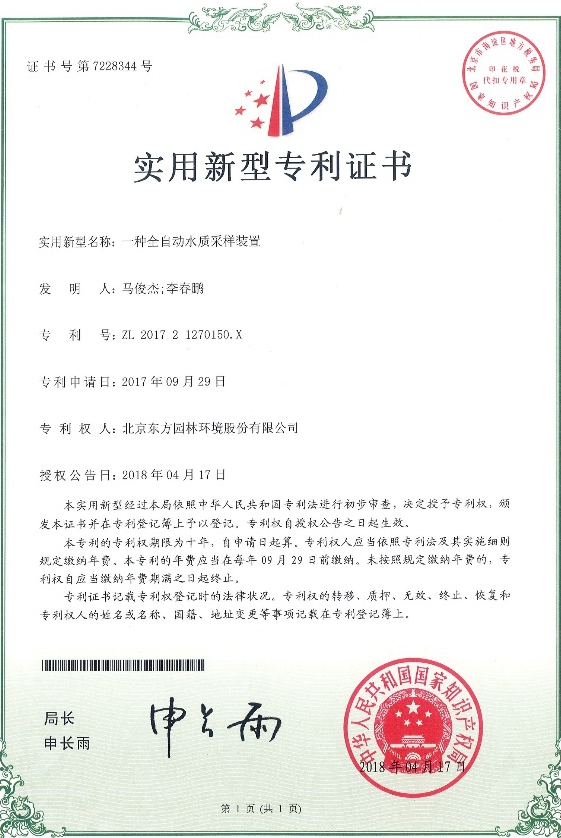 证书号第7228344号
北京市海淀区地方税务局
印花税
代扣专用章
国家知识产权局
实用新型专利证书
实用新型名称：一种全自动水质采样装置
发明人：马俊杰;李春鹏
专利号：ZL 2017 2 1270150.X
专利申请日：2017年09月29日
专利权人：北京东方园林环境股份有限公司
授权公告日：2018年04月17日
本实用新型经过本局依照中华人民共和国专利法进行初步审查，决定授予专利权，颁
发本证书并在专利登记簿上予以登记。专利权自授权公告之日起生效。
本专利的专利权期限为十年，自申请日起算。专利权人应当依照专利法及其实施细则
规定缴纳年费。本专利的年费应当在每年09月29日前缴纳。未按照规定缴纳年费的，专
利权自应当缴纳年费期满之日起终止。
专利证书记载专利权登记时的法律状况。专利权的转移、质押、无效、终止、恢复和
专利权人的姓名或名称、国籍、地址变更等事项记载在专利登记簿上。
局长
申长雨
申长雨
中华人民共和国国家知识产权局
2018年04月17日
第1页(共1页)